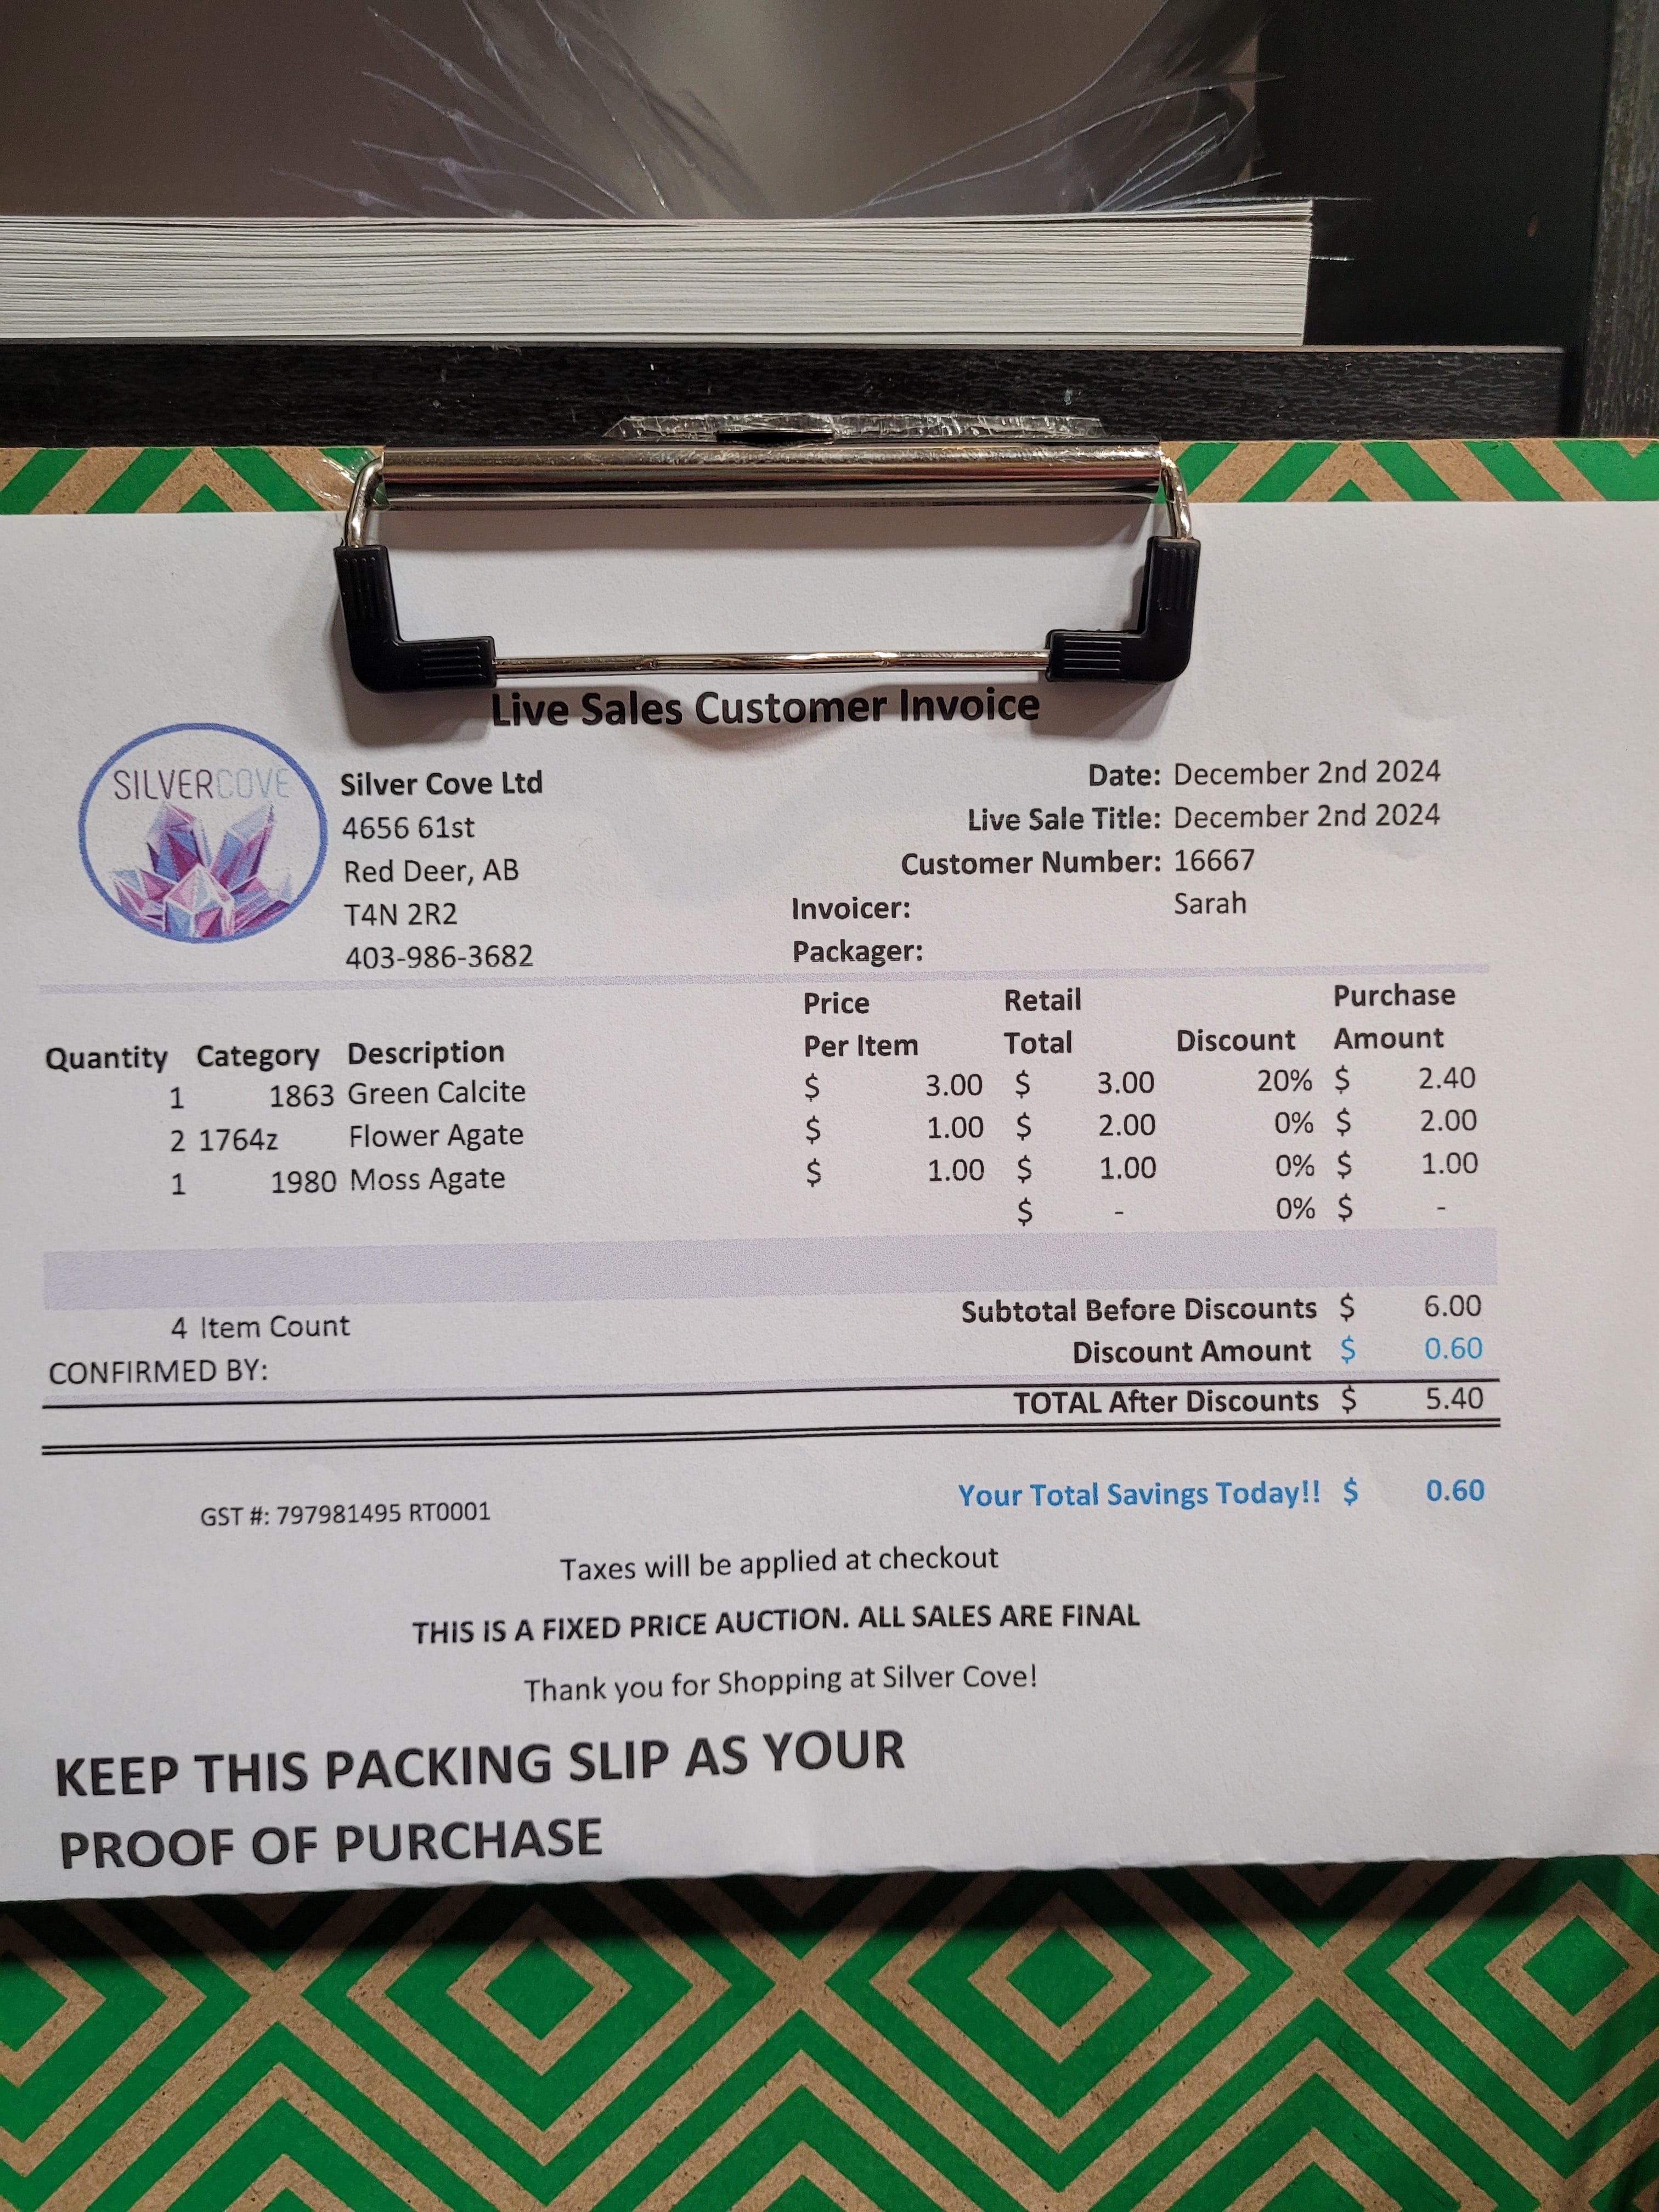 Live Sales Customer Invoice
SILVERCOVE
Silver Cove Ltd
4656 61st
Red Deer, AB
T4N 2R2
403-986-3682
Date: December 2nd 2024
Live Sale Title: December 2nd 2024
Customer Number: 16667
Invoicer: Sarah
Packager:
Quantity Category Description Price Per Item Retail Total Discount Purchase Amount
1 1863 Green Calcite $ 3.00 $ 3.00 20% $ 2.40
2 1764z Flower Agate $ 1.00 $ 2.00 0% $ 2.00
1 1980 Moss Agate $ 1.00 $ 1.00 0% $ 1.00
$ - 0% $ -
4 Item Count Subtotal Before Discounts $ 6.00
Discount Amount $ 0.60
CONFIRMED BY:
TOTAL After Discounts $ 5.40
Your Total Savings Today!! $ 0.60
GST #: 797981495 RT0001
Taxes will be applied at checkout
THIS IS A FIXED PRICE AUCTION. ALL SALES ARE FINAL
Thank you for Shopping at Silver Cove!
KEEP THIS PACKING SLIP AS YOUR
PROOF OF PURCHASE